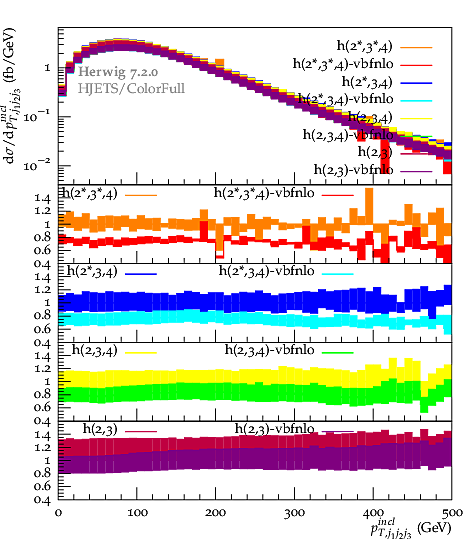 dσ/dp^{incl}_{T,j1j2j3} (fb/GeV)
1
10^{−1}
10^{−2}
Herwig 7.2.0
HJETS/ColorFull
h(2*,3*,4)
h(2*,3*,4)-vbfnlo
h(2*,3,4)
h(2*,3,4)-vbfnlo
h(2,3,4)
h(2,3,4)-vbfnlo
h(2,3)
h(2,3)-vbfnlo
h(2*,3*,4) h(2*,3*,4)-vbfnlo
1.4
1.2
1
0.8
0.6
0.4
h(2*,3,4) h(2*,3,4)-vbfnlo
1.4
1.2
1
0.8
0.6
0.4
h(2,3,4) h(2,3,4)-vbfnlo
1.4
1.2
1
0.8
0.6
0.4
h(2,3) h(2,3)-vbfnlo
1.4
1.2
1
0.8
0.6
0.4
0 100 200 300 400 500
p^{incl}_{T,j1j2j3} (GeV)